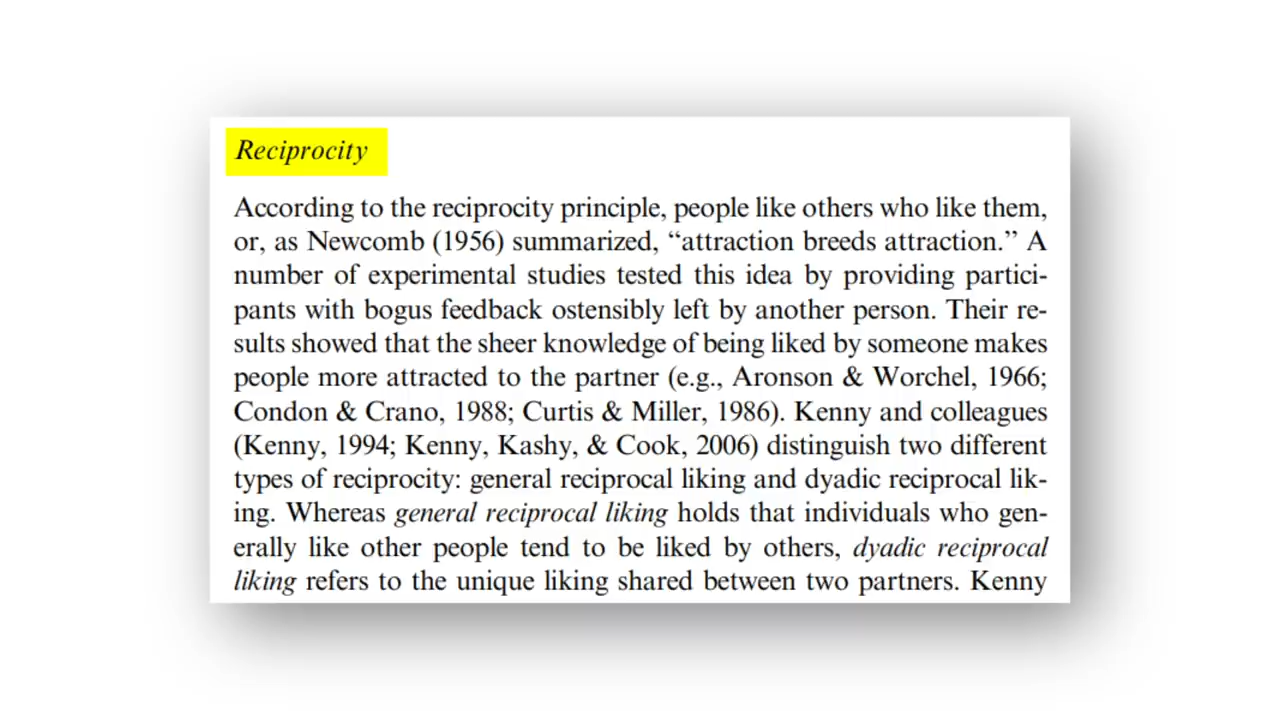 Reciprocity
According to the reciprocity principle, people like others who like them,
or, as Newcomb (1956) summarized, “attraction breeds attraction.” A
number of experimental studies tested this idea by providing partici-
pants with bogus feedback ostensibly left by another person. Their re-
sults showed that the sheer knowledge of being liked by someone makes
people more attracted to the partner (e.g., Aronson & Worchel, 1966;
Condon & Crano, 1988; Curtis & Miller, 1986). Kenny and colleagues
(Kenny, 1994; Kenny, Kashy, & Cook, 2006) distinguish two different
types of reciprocity: general reciprocal liking and dyadic reciprocal lik-
ing. Whereas general reciprocal liking holds that individuals who gen-
erally like other people tend to be liked by others, dyadic reciprocal
liking refers to the unique liking shared between two partners. Kenny